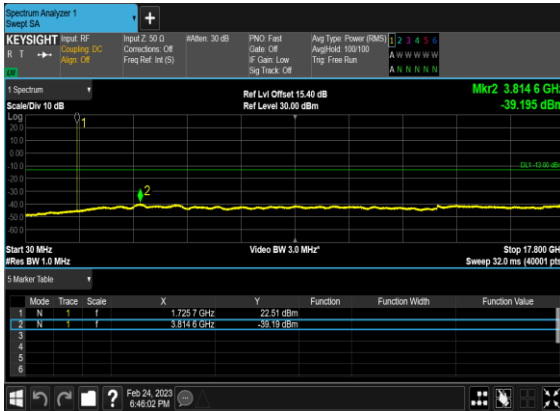 Spectrum Analyzer 1
Swept SA
KEYSIGHT Input: RF Input Z: 50 Ω #Atten: 30 dB PNO: Fast Avg Type: Power (RMS) 1 2 3 4 5 6
R T Coupling: DC Corrections: Off Gate: Off Avg|Hold: 100/100 A W W W W W
Align: Off Freq Ref: Int (S) IF Gain: Low Trig: Free Run
LXI Sig Track: Off A N N N N N
1 Spectrum Ref Lvl Offset 15.40 dB Mkr2 3.814 6 GHz
Scale/Div 10 dB Ref Level 30.00 dBm -39.195 dBm
Log
20.0 1
10.0
0.00
-10.0 DL1 -13.00 dBm
-20.0
-30.0 2
-40.0
-50.0
-60.0
Start 30 MHz Video BW 3.0 MHz* Stop 17.800 GHz
#Res BW 1.0 MHz Sweep 32.0 ms (40001 pts)
5 Marker Table
Mode Trace Scale X Y Function Function Width Function Value
1 N 1 f 1.725 7 GHz 22.51 dBm
2 N 1 f 3.814 6 GHz -39.19 dBm
3
4
5
6
Feb 24, 2023
6:46:02 PM